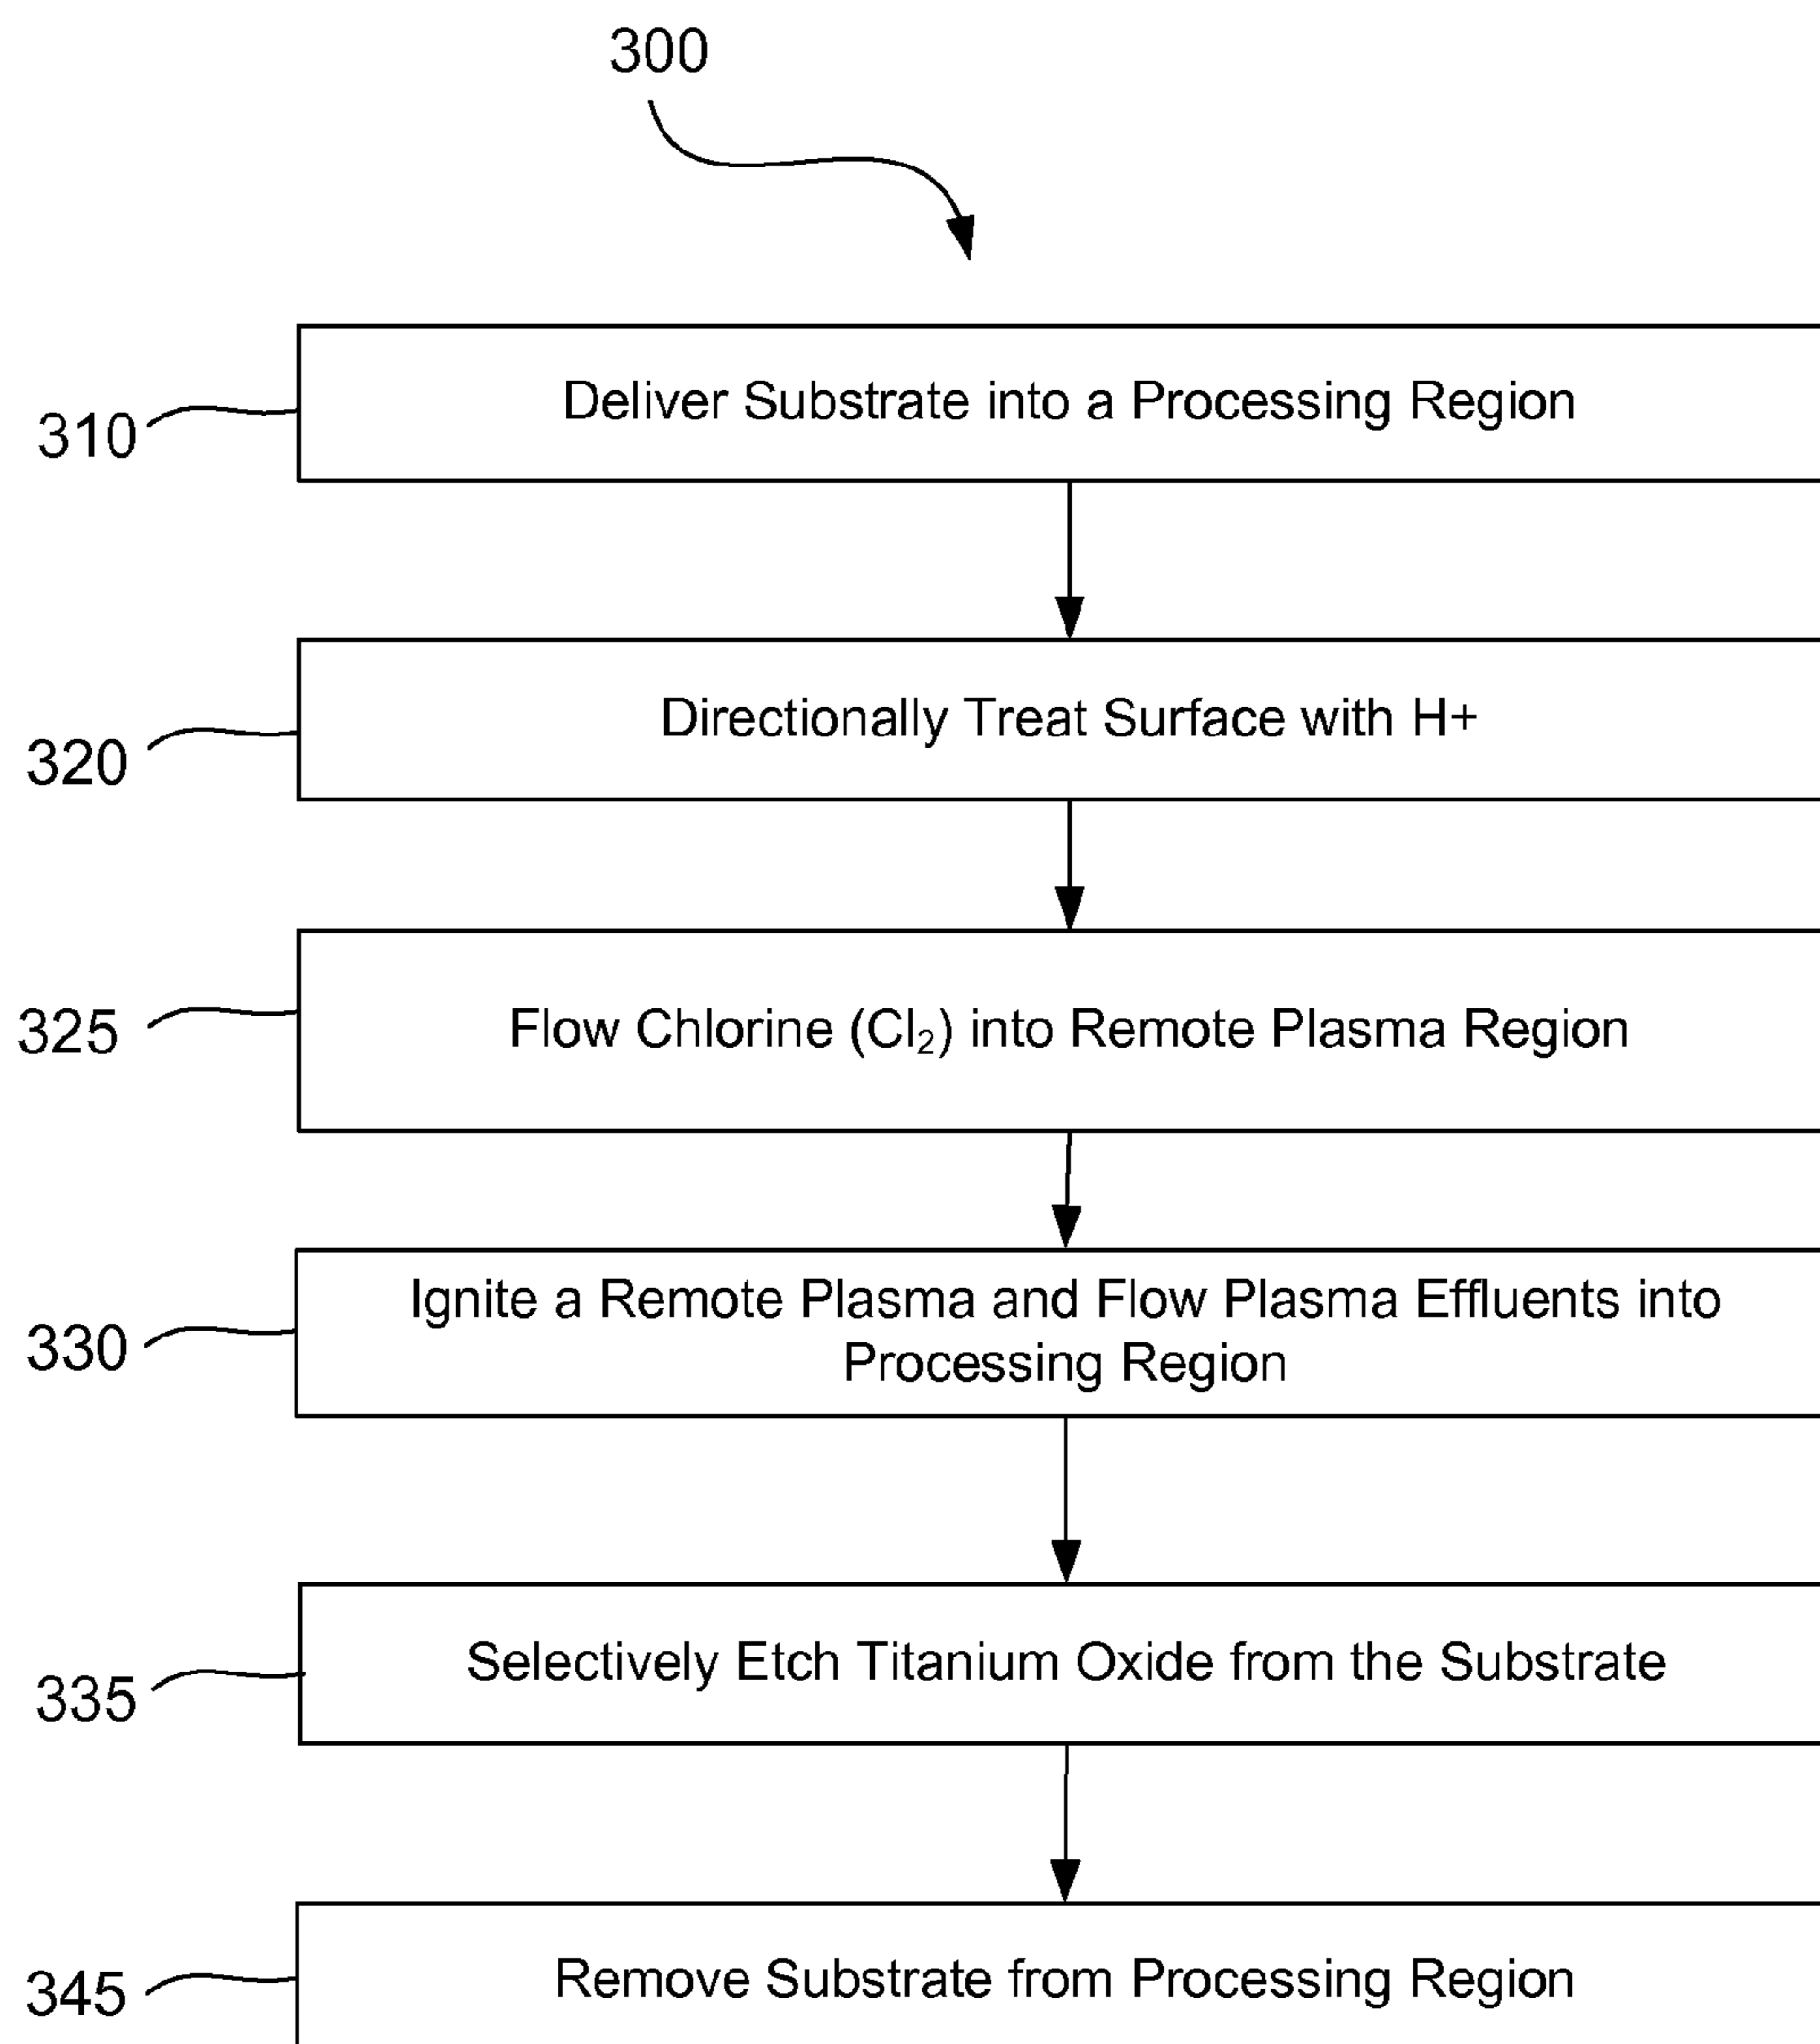 300
310
Deliver Substrate into a Processing Region
320
Directionally Treat Surface with H+
325
Flow Chlorine (Cl₂) into Remote Plasma Region
330
Ignite a Remote Plasma and Flow Plasma Effluents into
Processing Region
335
Selectively Etch Titanium Oxide from the Substrate
345
Remove Substrate from Processing Region